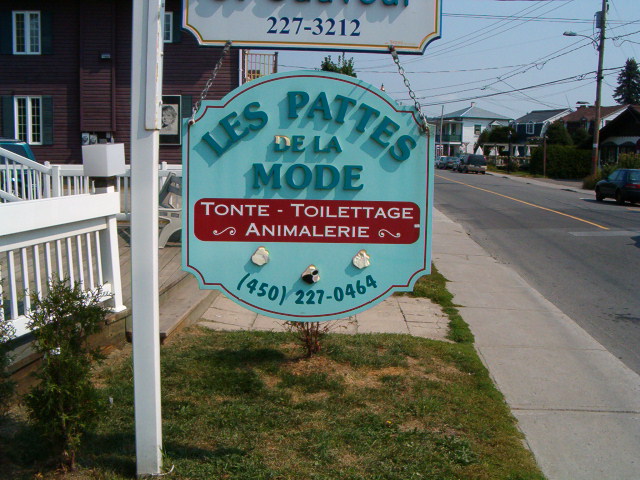 227-3212
LES PATTES
DE LA
MODE
TONTE - TOILETTAGE
ANIMALERIE
(450) 227-0464